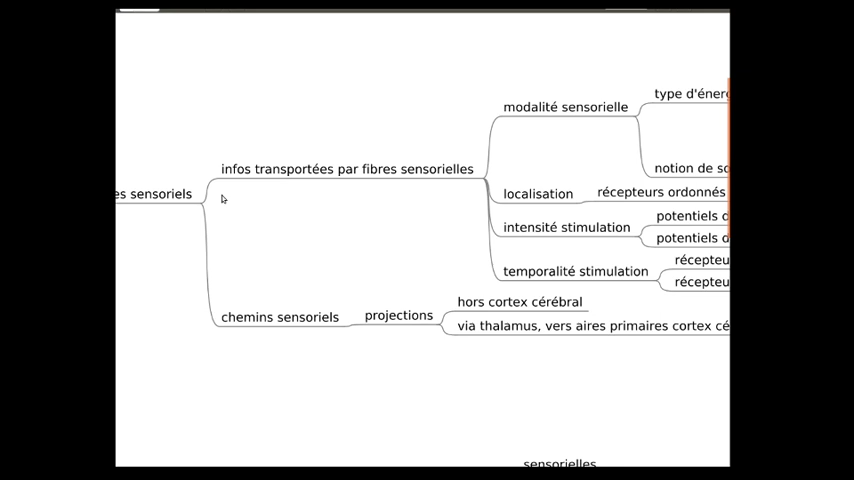 type d'éner
modalité sensorielle
infos transportées par fibres sensorielles
notion de
es sensoriels
localisation
récepteurs ordonnés
potentiels d
intensité stimulation
potentiels d
récepteu
temporalité stimulation
récepteu
hors cortex cérébral
chemins sensoriels
projections
via thalamus, vers aires primaires cortex cé
sensorielles